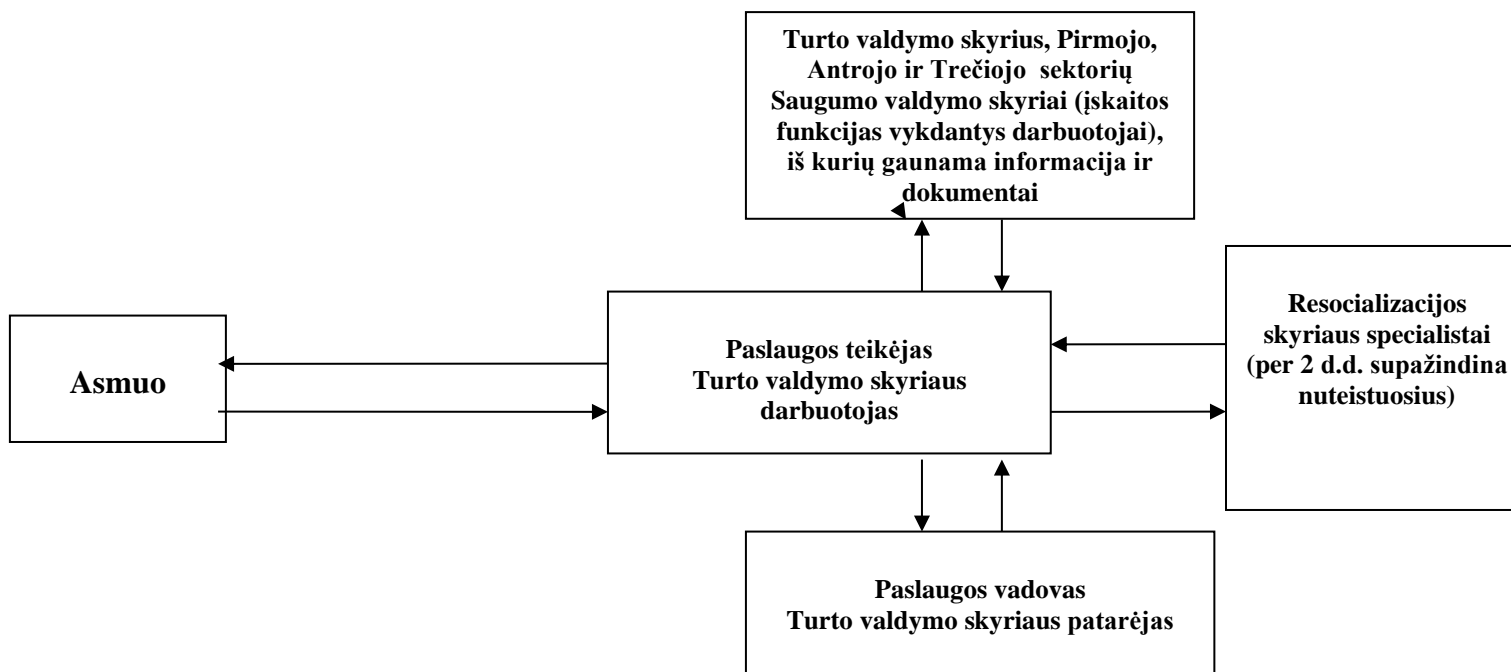 Turto valdymo skyrius, Pirmojo,
Antrojo ir Trečiojo sektorių
Saugumo valdymo skyriai (įskaitos
funkcijas vykdantys darbuotojai),
iš kurių gaunama informacija ir
dokumentai
Asmuo
Paslaugos teikėjas
Turto valdymo skyriaus
darbuotojas
Resocializacijos
skyriaus specialistai
(per 2 d.d. supažindina
nuteistuosius)
Paslaugos vadovas
Turto valdymo skyriaus patarėjas